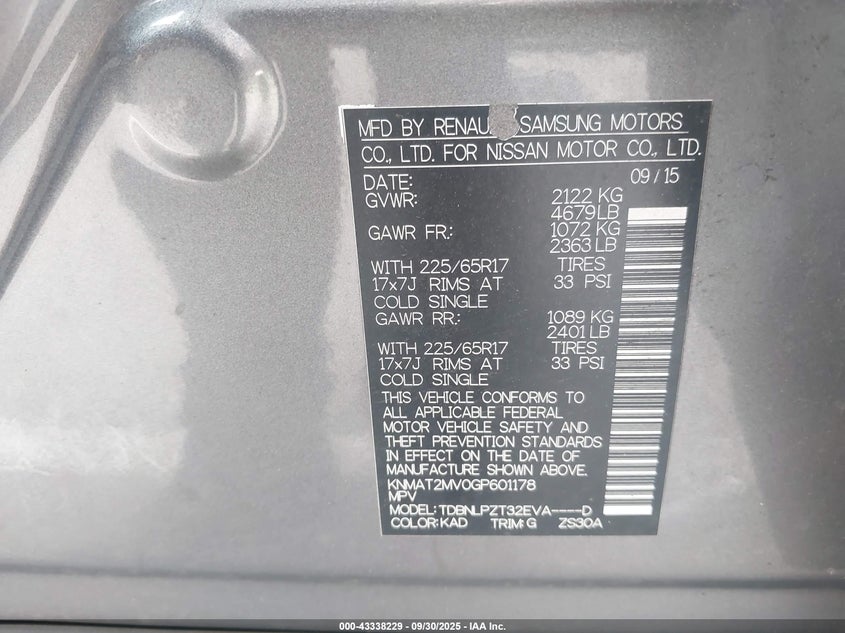 MFD BY RENAU SAMSUNG MOTORS
CO., LTD. FOR NISSAN MOTOR CO., LTD.
DATE: 09/15
GVWR: 2122 KG
4679LB
GAWR FR.: 1072 KG
2363 LB
WITH 225/65R17 TIRES
17x7J RIMS AT 33 PSI
COLD SINGLE
GAWR RR.: 1089 KG
2401 LB
WITH 225/65R17 TIRES
17x7J RIMS AT 33 PSI
COLD SINGLE
THIS VEHICLE CONFORMS TO
ALL APPLICABLE FEDERAL
MOTOR VEHICLE SAFETY AND
THEFT PREVENTION STANDARDS
IN EFFECT ON THE DATE OF
MANUFACTURE SHOWN ABOVE.
KNMAT2MV0GP601178
MPV
MODEL: TDBNLPZT32EVA----D
COLOR: KAD TRIM: G ZS30A
000-43338229 - 09/30/2025 - IAA Inc.